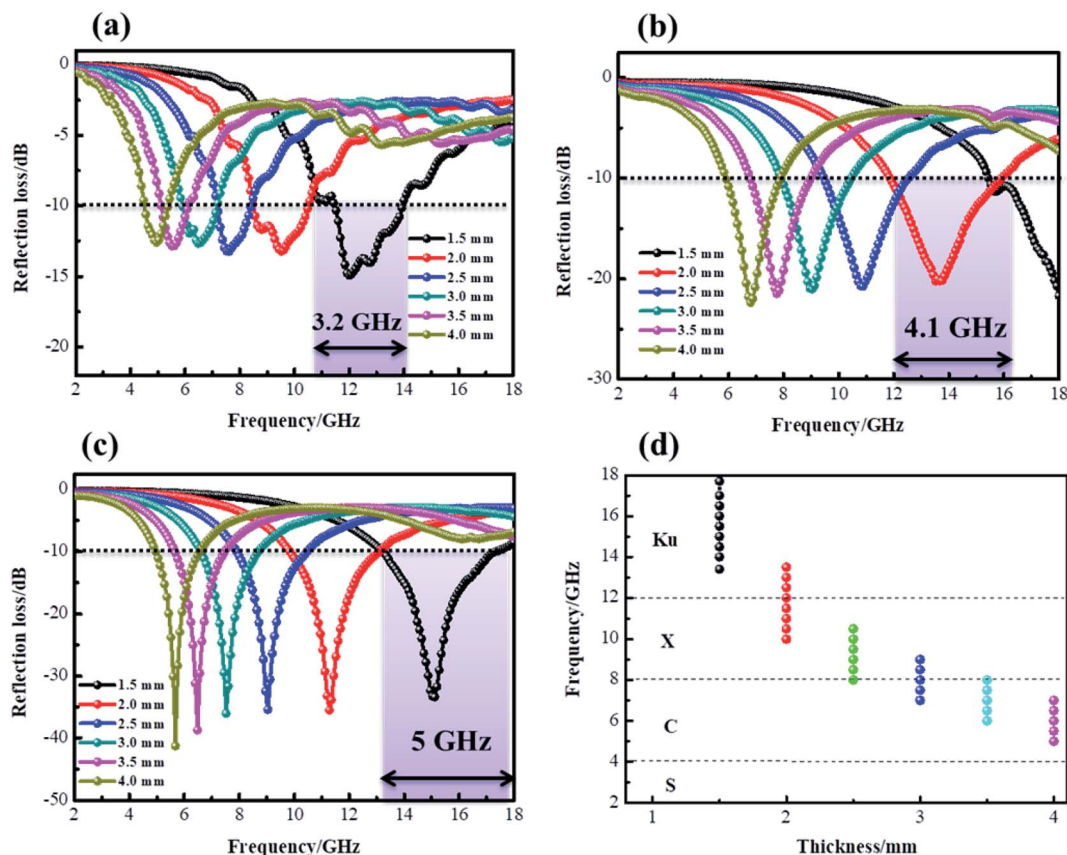 (a)
0
-5
-10
-15
-20
Reflection loss/dB
1.5 mm
2.0 mm
2.5 mm
3.0 mm
3.5 mm
4.0 mm
3.2 GHz
2 4 6 8 10 12 14 16 18
Frequency/GHz
(b)
0
-10
-20
-30
Reflection loss/dB
1.5 mm
2.0 mm
2.5 mm
3.0 mm
3.5 mm
4.0 mm
4.1 GHz
2 4 6 8 10 12 14 16 18
Frequency/GHz
(c)
0
-10
-20
-30
-40
-50
Reflection loss/dB
1.5 mm
2.0 mm
2.5 mm
3.0 mm
3.5 mm
4.0 mm
5 GHz
2 4 6 8 10 12 14 16 18
Frequency/GHz
(d)
18
16
14
12
10
8
6
4
2
Frequency/GHz
Ku
X
C
S
1 2 3 4
Thickness/mm